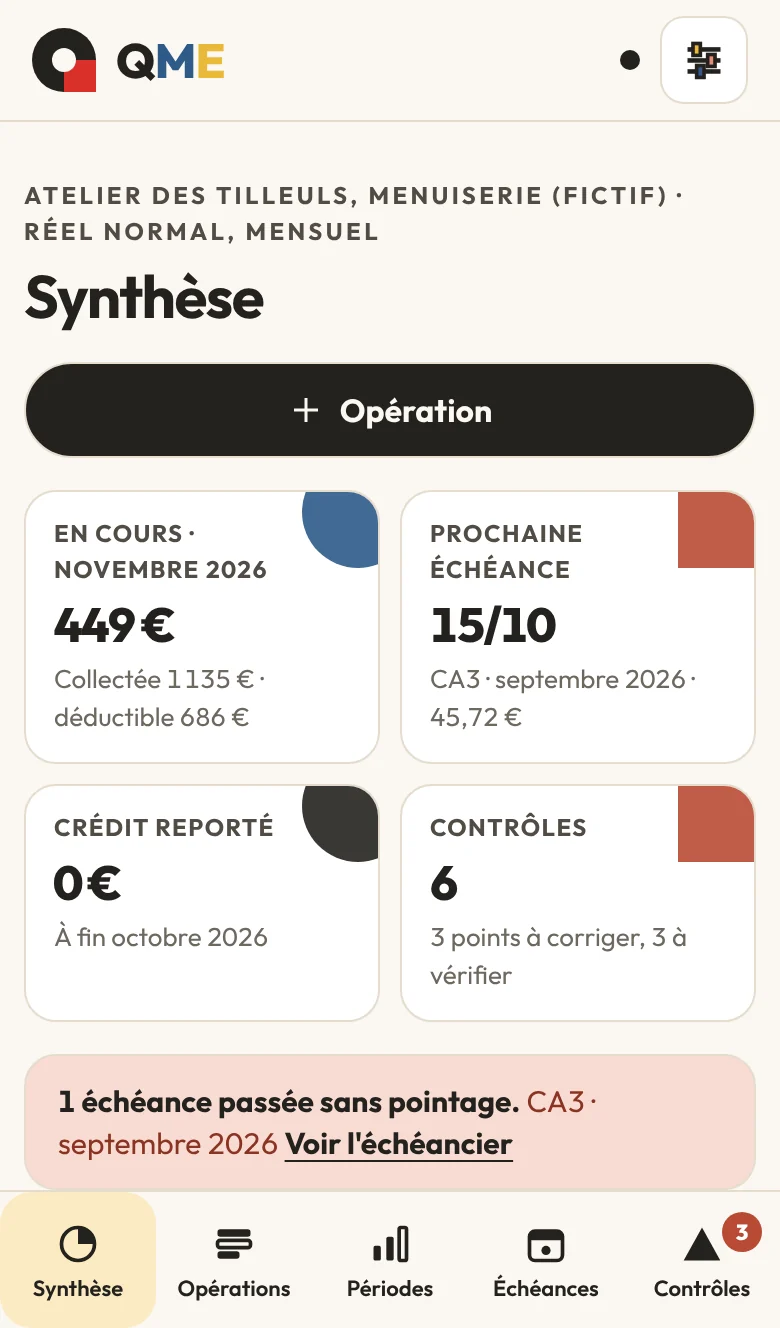 QME
ATELIER DES TILLEULS, MENUISERIE (FICTIF) ·
RÉEL NORMAL, MENSUEL
Synthèse
+ Opération
EN COURS ·
NOVEMBRE 2026
449 €
Collectée 1 135 € ·
déductible 686 €
PROCHAINE
ÉCHÉANCE
15/10
CA3 · septembre 2026 ·
45,72 €
CRÉDIT REPORTÉ
0 €
À fin octobre 2026
CONTRÔLES
6
3 points à corriger, 3 à
vérifier
1 échéance passée sans pointage. CA3 ·
septembre 2026 Voir l'échéancier
Synthèse
Opérations
Périodes
Échéances
3
Contrôles